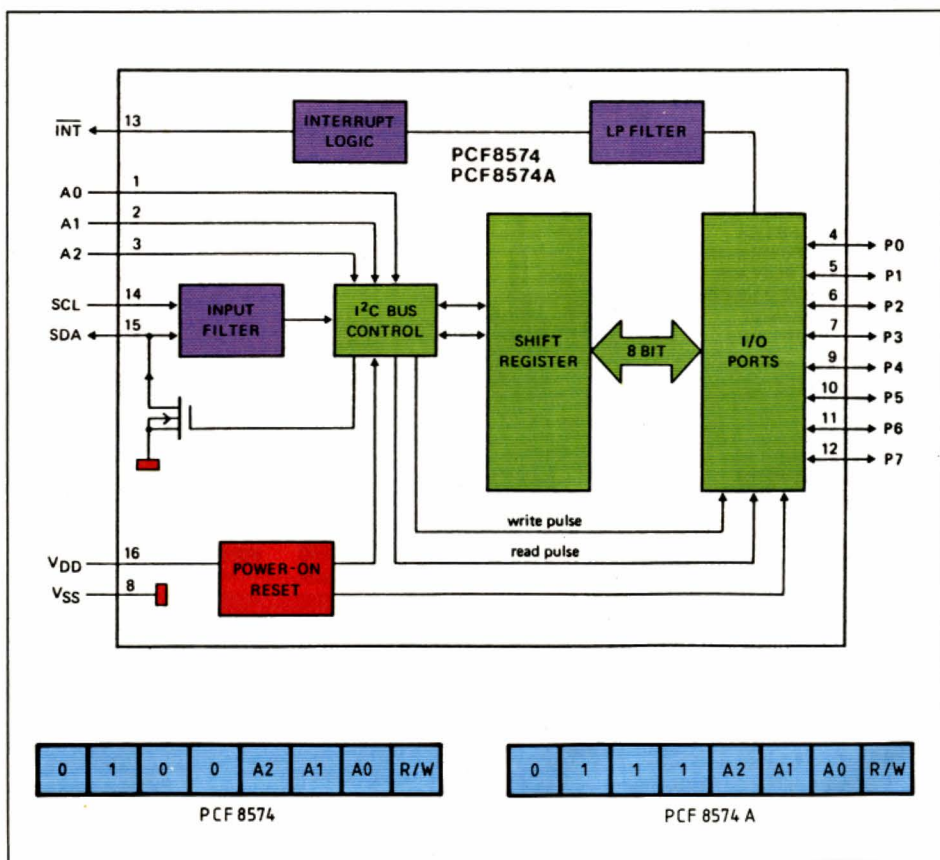 INT 13 INTERRUPT LOGIC LP FILTER
PCF8574
PCF8574A
A0 1
A1 2
A2 3
SCL 14
SDA 15
INPUT FILTER
I²C BUS CONTROL
SHIFT REGISTER
8 BIT
I/O PORTS
4 P0
5 P1
6 P2
7 P3
9 P4
10 P5
11 P6
12 P7
write pulse
read pulse
VDD 16
VSS 8
POWER-ON RESET
0 1 0 0 A2 A1 A0 R/W
PCF 8574
0 1 1 1 A2 A1 A0 R/W
PCF 8574 A